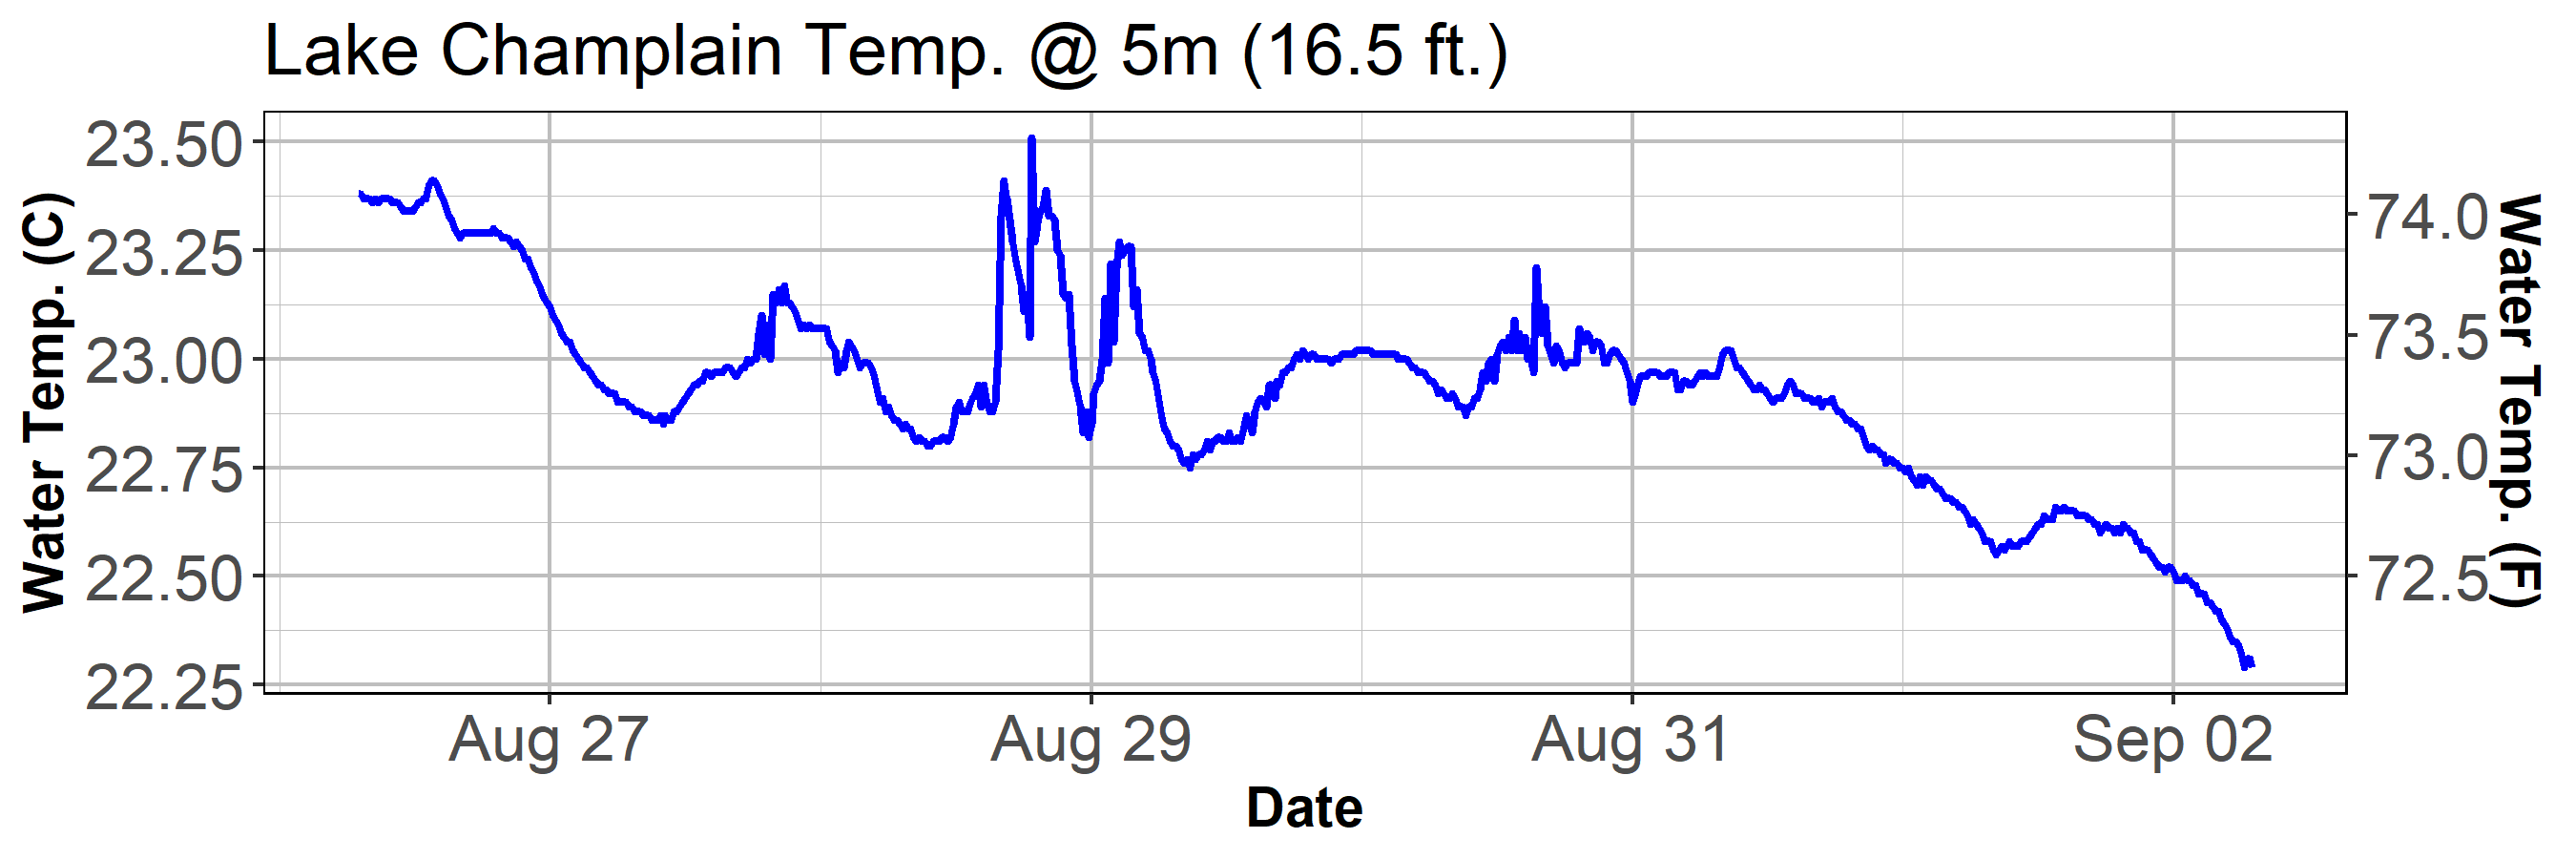 Lake Champlain Temp. @ 5m (16.5 ft.)
Water Temp. (C)
23.50
23.25
23.00
22.75
22.50
22.25
74.0
73.5
73.0
72.5
Water Temp. (F)
Aug 27
Aug 29
Aug 31
Sep 02
Date